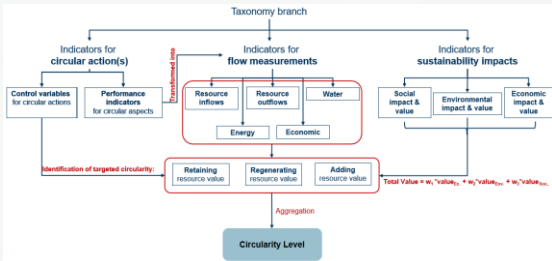 Taxonomy branch
Indicators for
circular action(s)
Indicators for
flow measurements
Indicators for
sustainability impacts
Control variables
for circular actions
Performance
indicators
for circular aspects
Transformed into
Resource
inflows
Resource
outflows
Water
Energy
Economic
Social
impact &
value
Environmental
impact & value
Economic
impact &
value
Identification of targeted circularity:
Retaining
resource value
Regenerating
resource value
Adding
resource value
Total Value = w₁*value_Ec. + w₂*value_Env. + w₃*value_Soc.
Aggregation
Circularity Level